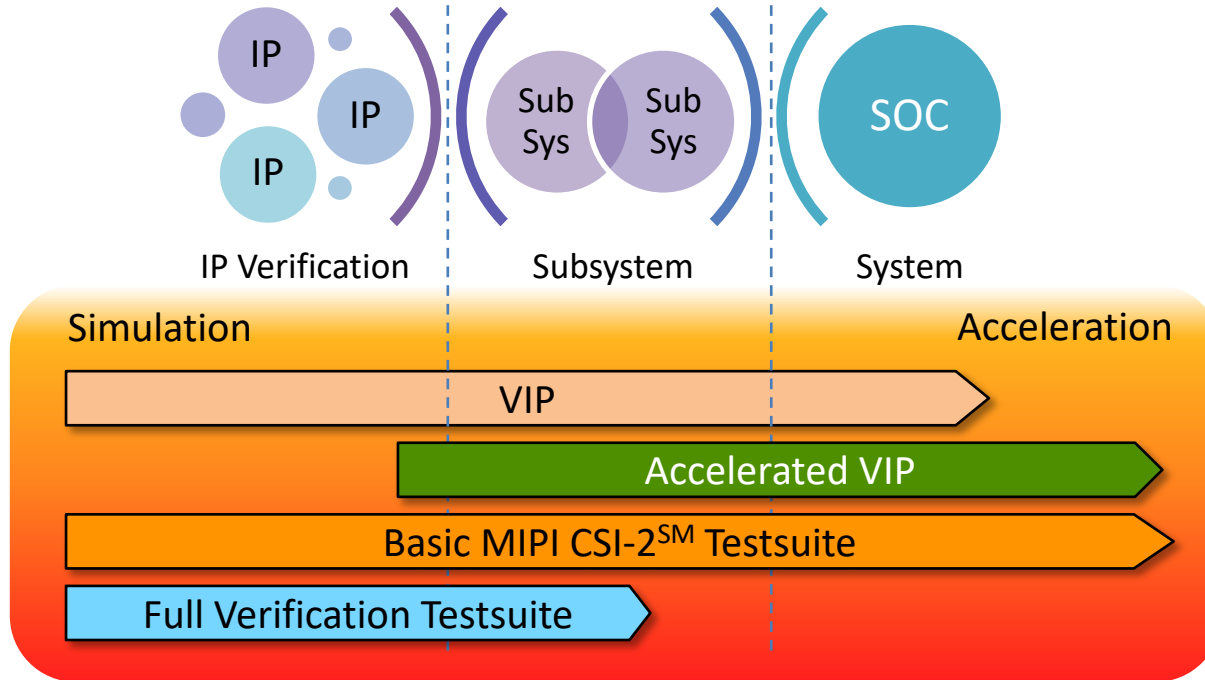 IP
IP
IP
Sub
Sys
Sub
Sys
SOC
IP Verification
Subsystem
System
Simulation
Acceleration
VIP
Accelerated VIP
Basic MIPI CSI-2SM Testsuite
Full Verification Testsuite